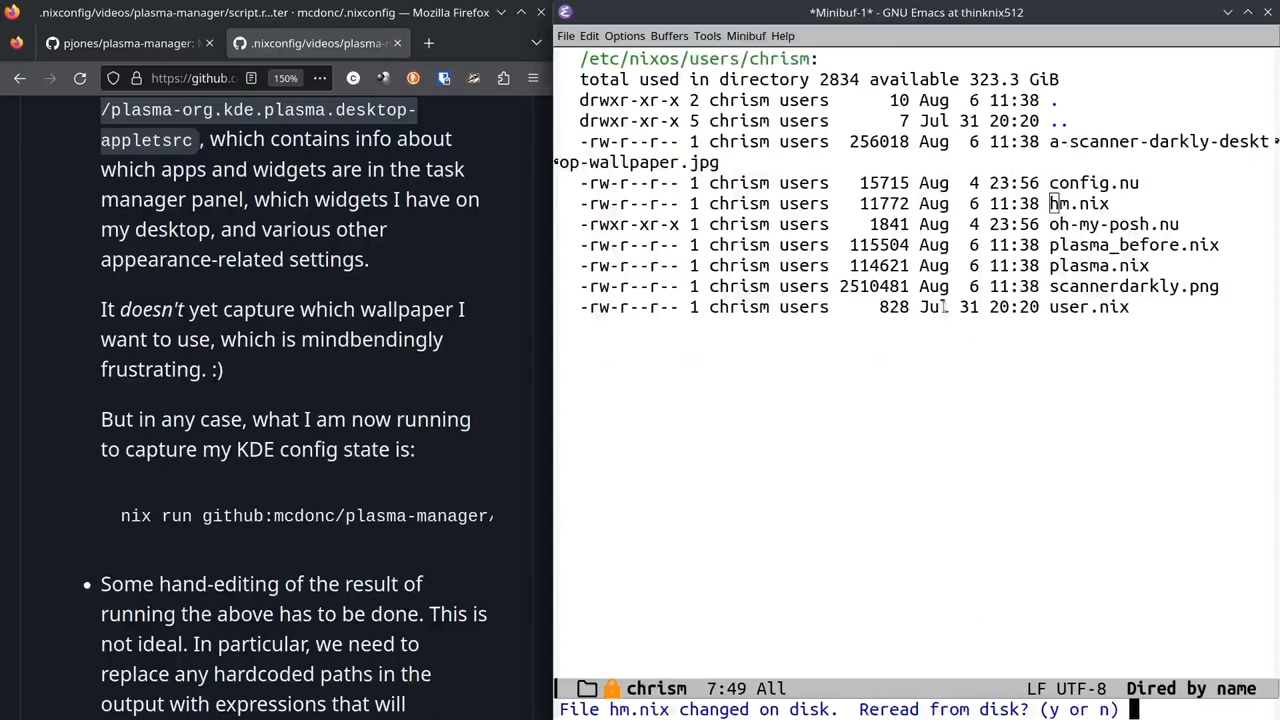 .nixconfig/videos/plasma-manager/script.r...ter · mcdonc/.nixconfig — Mozilla Firefox
pjones/plasma-manager: M
.nixconfig/videos/plasma-m
https://github.c
150%
/plasma-org.kde.plasma.desktop-
appletsrc , which contains info about
which apps and widgets are in the task
manager panel, which widgets I have on
my desktop, and various other
appearance-related settings.
It doesn't yet capture which wallpaper I
want to use, which is mindbendingly
frustrating. :)
But in any case, what I am now running
to capture my KDE config state is:
nix run github:mcdonc/plasma-manager/
• Some hand-editing of the result of
running the above has to be done. This is
not ideal. In particular, we need to
replace any hardcoded paths in the
output with expressions that will
*Minibuf-1* - GNU Emacs at thinknix512
File Edit Options Buffers Tools Minibuf Help
/etc/nixos/users/chrism:
total used in directory 2834 available 323.3 GiB
drwxr-xr-x 2 chrism users 10 Aug 6 11:38 .
drwxr-xr-x 5 chrism users 7 Jul 31 20:20 ..
-rw-r--r-- 1 chrism users 256018 Aug 6 11:38 a-scanner-darkly-deskt
op-wallpaper.jpg
-rw-r--r-- 1 chrism users 15715 Aug 4 23:56 config.nu
-rw-r--r-- 1 chrism users 11772 Aug 6 11:38 hm.nix
-rwxr-xr-x 1 chrism users 1841 Aug 4 23:56 oh-my-posh.nu
-rw-r--r-- 1 chrism users 115504 Aug 6 11:38 plasma_before.nix
-rw-r--r-- 1 chrism users 114621 Aug 6 11:38 plasma.nix
-rw-r--r-- 1 chrism users 2510481 Aug 6 11:38 scannerdarkly.png
-rw-r--r-- 1 chrism users 828 Jul 31 20:20 user.nix
chrism 7:49 All LF UTF-8 Dired by name
File hm.nix changed on disk. Reread from disk? (y or n)